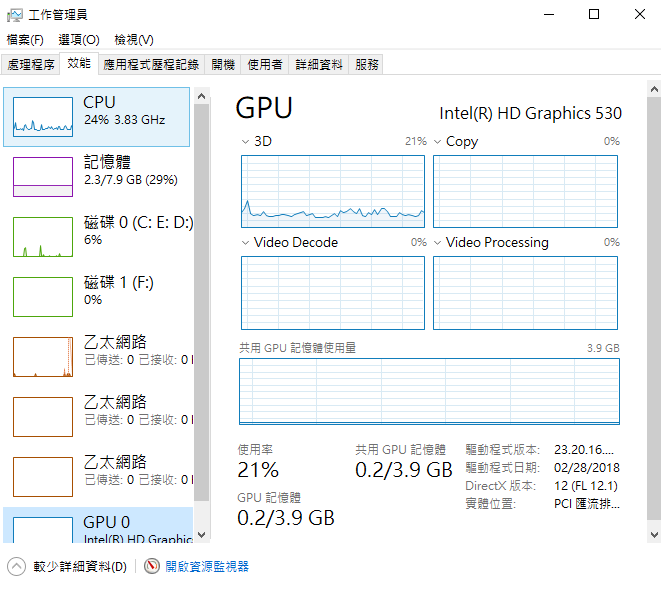 工作管理員
檔案(F) 選項(O) 檢視(V)
處理程序 效能 應用程式歷程記錄 開機 使用者 詳細資料 服務
CPU
24% 3.83 GHz
記憶體
2.3/7.9 GB (29%)
磁碟 0 (C: E: D:)
6%
磁碟 1 (F:)
0%
乙太網路
已傳送: 0 已接收: 0
乙太網路
已傳送: 0 已接收: 0
乙太網路
已傳送: 0 已接收: 0
GPU 0
Intel(R) HD Graphic
GPU
Intel(R) HD Graphics 530
3D 21%
Copy 0%
Video Decode 0%
Video Processing 0%
共用 GPU 記憶體使用量 3.9 GB
使用率
21%
共用 GPU 記憶體
0.2/3.9 GB
GPU 記憶體
0.2/3.9 GB
驅動程式版本: 23.20.16....
驅動程式日期: 02/28/2018
DirectX 版本: 12 (FL 12.1)
實體位置: PCI 匯流排...
較少詳細資料(D) 開啟資源監視器